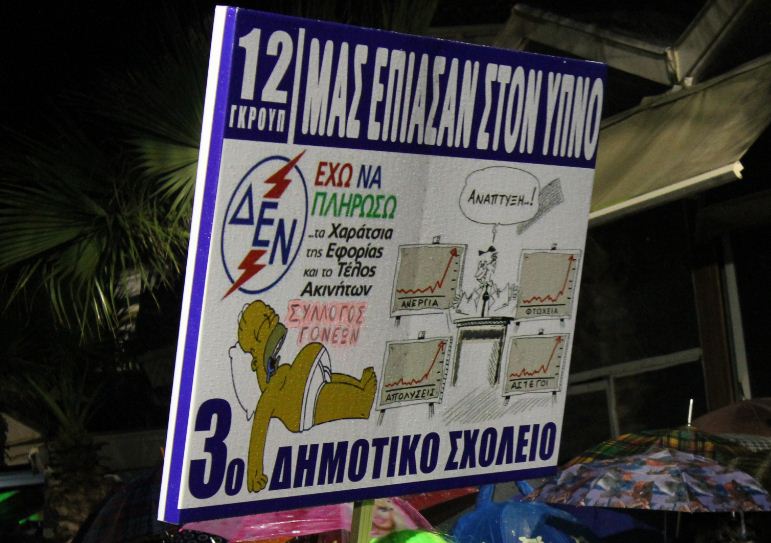 12
ΓΚΡΟΥΠ
ΜΑΣ ΕΠΙΑΣΑΝ ΣΤΟΝ ΥΠΝΟ
ΔΕΝ
ΕΧΩ ΝΑ
ΠΛΗΡΩΣΩ
...τα Χαράτσια
της Εφορίας
και το Τέλος
Ακινήτων
ΣΥΛΛΟΓΟΣ
ΓΟΝΕΩΝ
ΑΝΑΠΤΥΞΗ...!
ΑΝΕΡΓΙΑ
ΦΤΩΧΕΙΑ
ΑΠΟΛΥΣΕΙΣ
ΑΣΤΕΓΟΙ
3ο ΔΗΜΟΤΙΚΟ ΣΧΟΛΕΙΟ